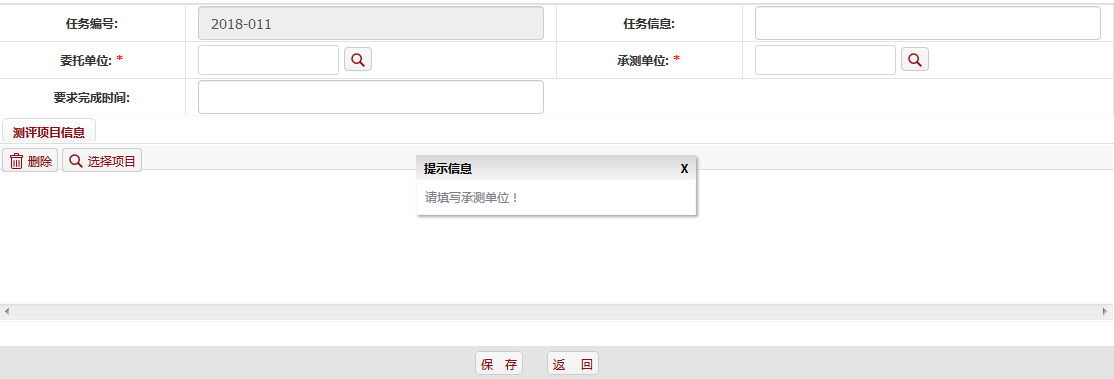 任务编号: 2018-011 任务信息:
委托单位: * 承测单位: *
要求完成时间:
测评项目信息
删除 选择项目
提示信息 X
请填写承测单位！
保 存 返 回